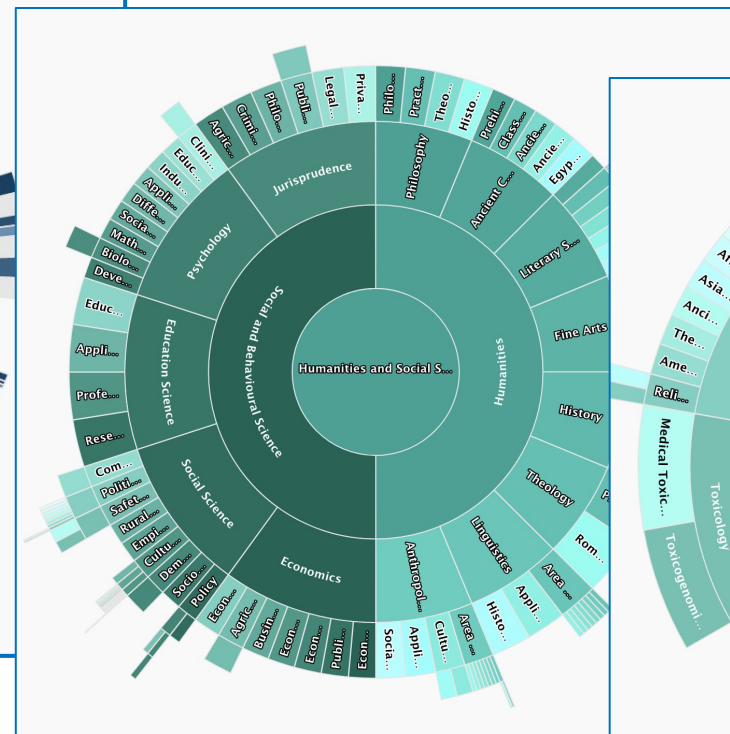 Humanities and Social S...
Humanities
Social and Behavioural Science
Philosophy
Ancient C...
Literary S...
Fine Arts
History
Theology
Linguistics
Anthropol...
Economics
Social Science
Education Science
Psychology
Jurisprudence
Philo...
Pract...
Theo...
Histo...
Prehi...
Class...
Ancie...
Ancie...
Egyp...
Rom...
Area ...
Appli...
Histo...
Area ...
Cultu...
Appli...
Socia...
Econ...
Publi...
Econ...
Econ...
Busin...
Agric...
Econ...
Policy
Socio...
Dem...
Cultu...
Empi...
Rural...
Safet...
Politi...
Com...
Rese...
Profe...
Appli...
Educ...
Deve...
Biolo...
Math...
Socia...
Diffe...
Appli...
Indu...
Educ...
Clini...
Agric...
Crimi...
Philo...
Publi...
Legal...
Priva...
Asia...
Anci...
The...
Ame...
Reli...
Medical Toxic...
Toxicology
Toxicogenomi...